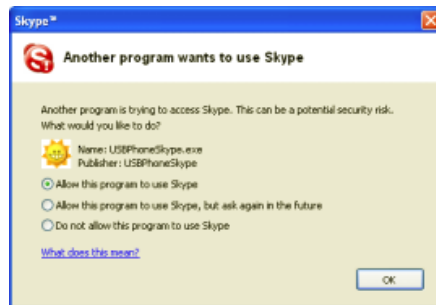 Skype™
Another program wants to use Skype
Another program is trying to access Skype. This can be a potential security risk.
What would you like to do?
Name: USBPhoneSkype.exe
Publisher: USBPhoneSkype
Allow this program to use Skype
Allow this program to use Skype, but ask again in the future
Do not allow this program to use Skype
What does this mean?
OK